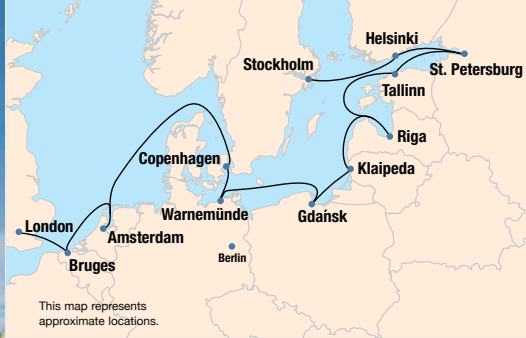 Helsinki
Stockholm
St. Petersburg
Tallinn
Riga
Copenhagen
Klaipeda
Warnemünde
Gdańsk
London
Amsterdam
Berlin
Bruges
This map represents
approximate locations.